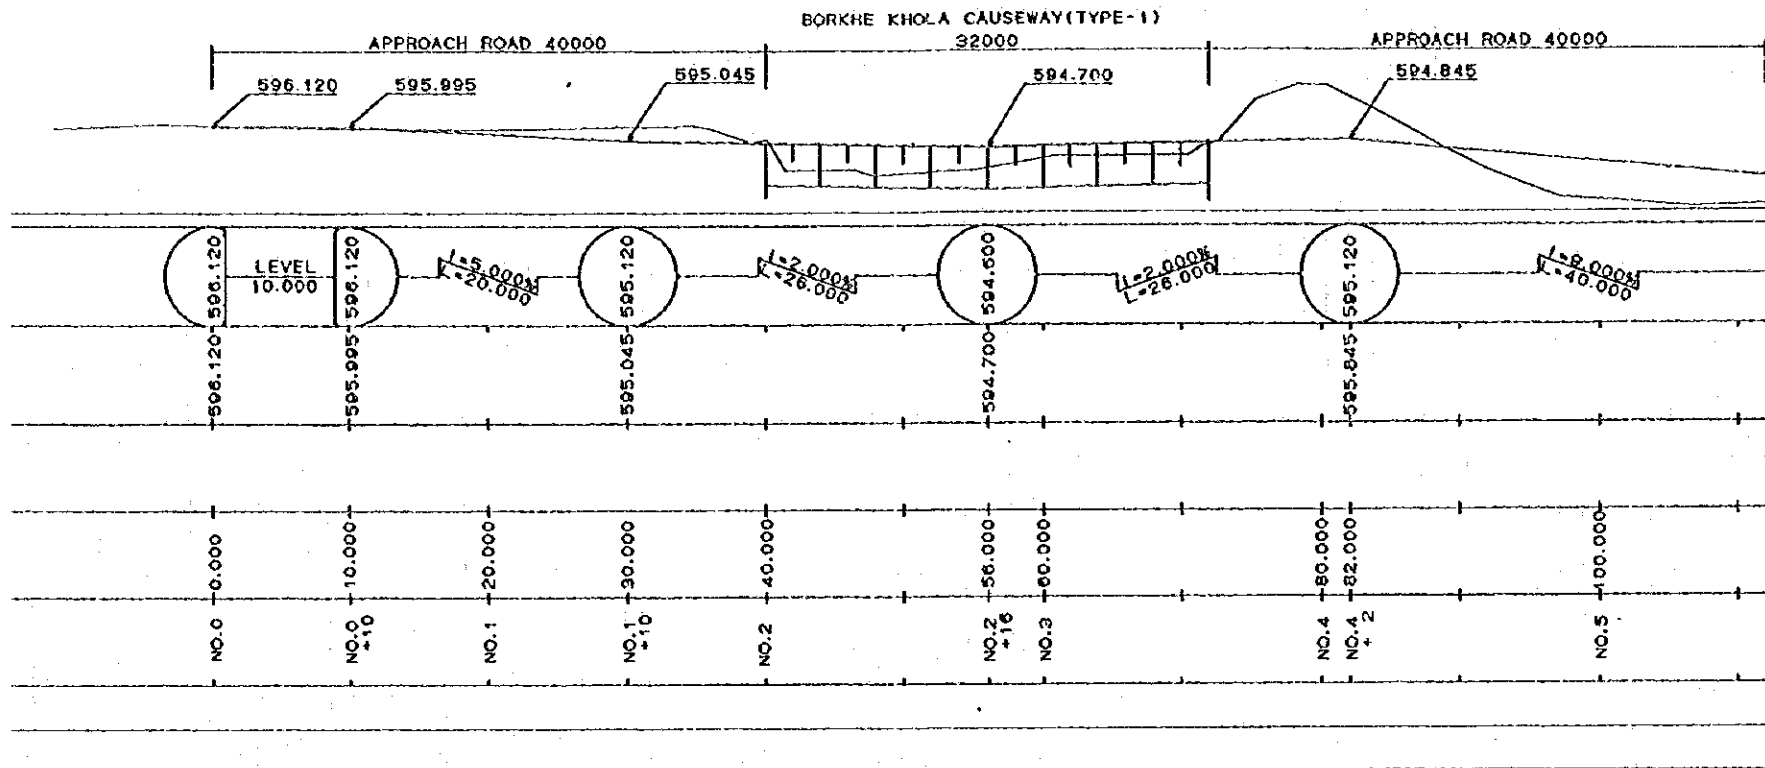 BORKHE KHOLA CAUSEWAY(TYPE-1)
APPROACH ROAD 40000
32000
APPROACH ROAD 40000
596.120
595.995
595.045
594.700
594.845
596.120
LEVEL
10.000
596.120
i=5.000%
L=20.000
595.120
i=2.000%
L=26.000
594.600
i=2.000%
L=26.000
595.120
L=40.000
596.120
595.995
595.045
594.700
595.845
0.000
10.000
20.000
30.000
40.000
56.000
60.000
80.000
82.000
100.000
NO.0
NO.0
+10
NO.1
NO.1
+10
NO.2
NO.2
+16
NO.3
NO.4
NO.4
+ 2
NO.5